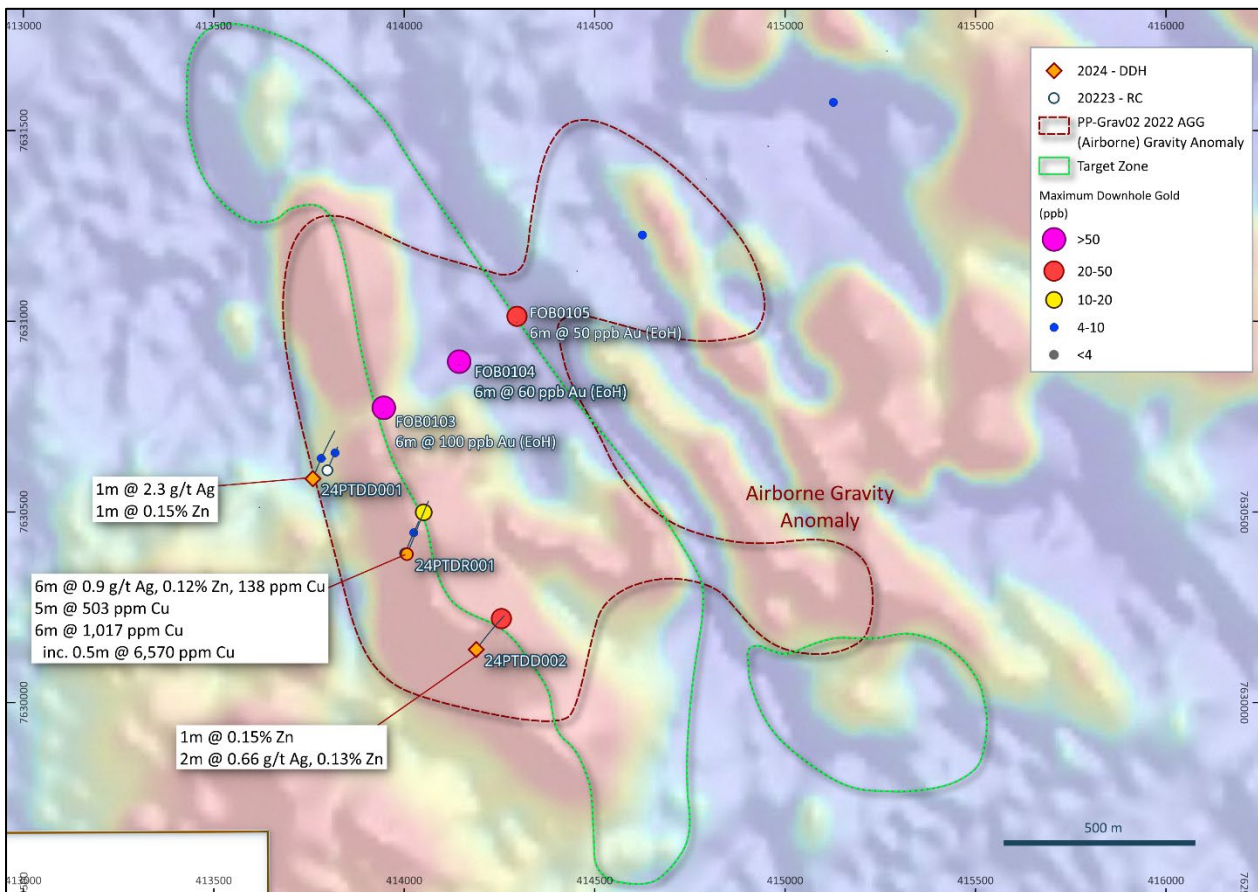 413000 413500 414000 414500 415000 415500 416000
2024 - DDH
20223 - RC
PP-Grav02 2022 AGG
(Airborne) Gravity Anomaly
Target Zone
Maximum Downhole Gold
(ppb)
>50
20-50
10-20
4-10
<4
7631500
7631000
7630500
7630000
7631500
7630500
7630000
FOB0105
6m @ 50 ppb Au (EoH)
FOB0104
6m @ 60 ppb Au (EoH)
FOB0103
6m @ 100 ppb Au (EoH)
1m @ 2.3 g/t Ag
1m @ 0.15% Zn
24PTDD001
Airborne Gravity
Anomaly
24PTDR001
6m @ 0.9 g/t Ag, 0.12% Zn, 138 ppm Cu
5m @ 503 ppm Cu
6m @ 1,017 ppm Cu
inc. 0.5m @ 6,570 ppm Cu
24PTDD002
1m @ 0.15% Zn
2m @ 0.66 g/t Ag, 0.13% Zn
500 m
413000 413500 414000 414500 415000 415500 416000